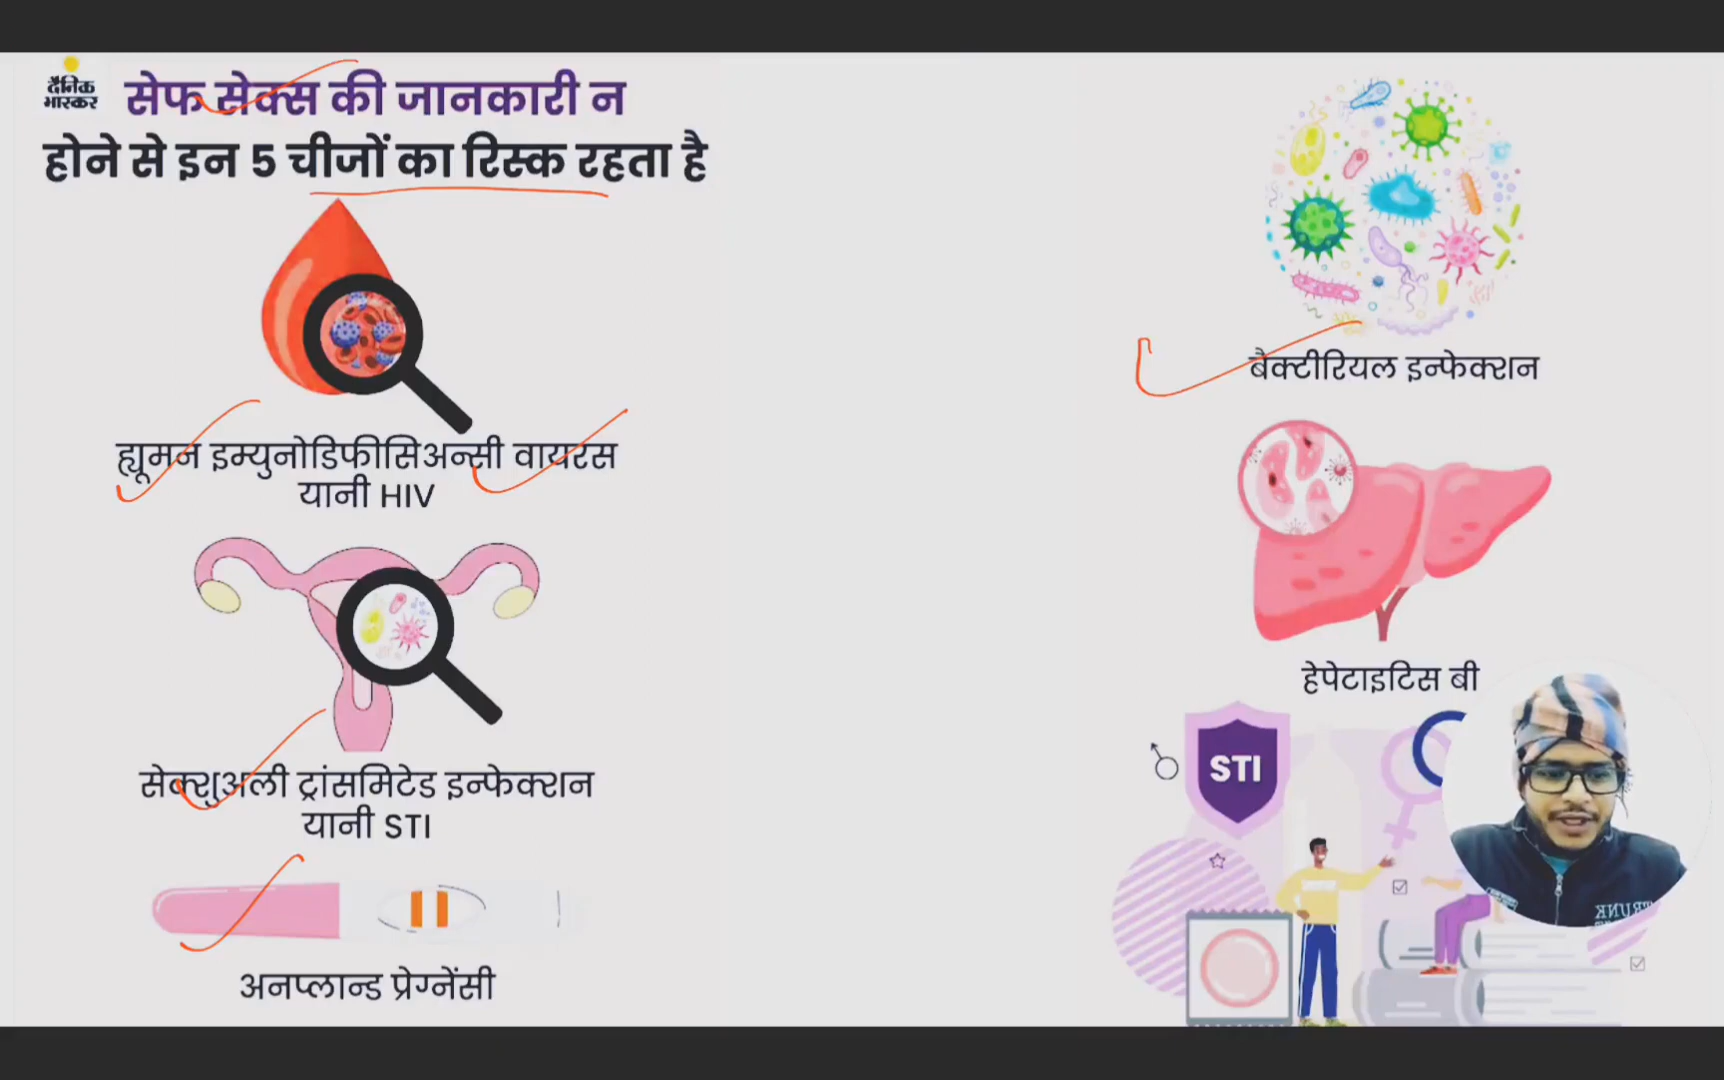 दैनिक
भास्कर
सेफ सेक्स की जानकारी न
होने से इन 5 चीजों का रिस्क रहता है
ह्यूमन इम्युनोडिफीसिअन्सी वायरस
यानी HIV
सेक्शुअली ट्रांसमिटेड इन्फेक्शन
यानी STI
अनप्लान्ड प्रेग्नेंसी
बैक्टीरियल इन्फेक्शन
हेपेटाइटिस बी
STI